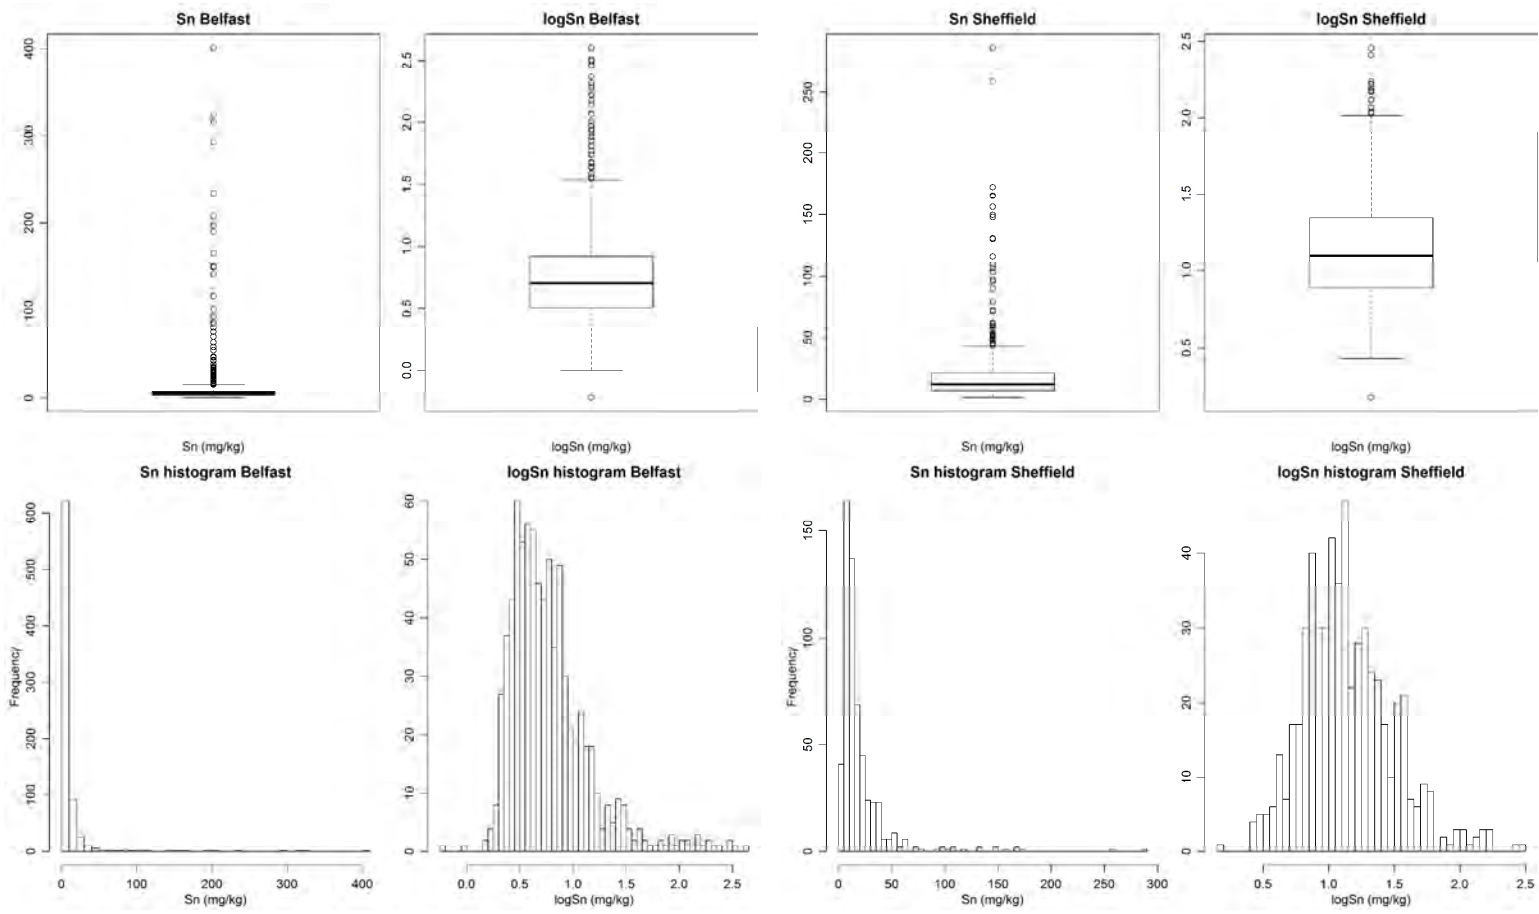 Sn Belfast
logSn Belfast
Sn Sheffield
logSn Sheffield
400
300
200
100
0
2.5
2.0
1.5
1.0
0.5
0.0
250
200
150
100
50
0
2.5
2.0
1.5
1.0
0.5
Sn (mg/kg)
logSn (mg/kg)
Sn (mg/kg)
logSn (mg/kg)
Sn histogram Belfast
logSn histogram Belfast
Sn histogram Sheffield
logSn histogram Sheffield
Frequency
600
500
400
300
200
100
0
60
50
40
30
20
10
0
Frequency
150
100
50
0
40
30
20
10
0
0 100 200 300 400
0.0 0.5 1.0 1.5 2.0 2.5
0 50 100 150 200 250 300
0.5 1.0 1.5 2.0 2.5
Sn (mg/kg)
logSn (mg/kg)
Sn (mg/kg)
logSn (mg/kg)